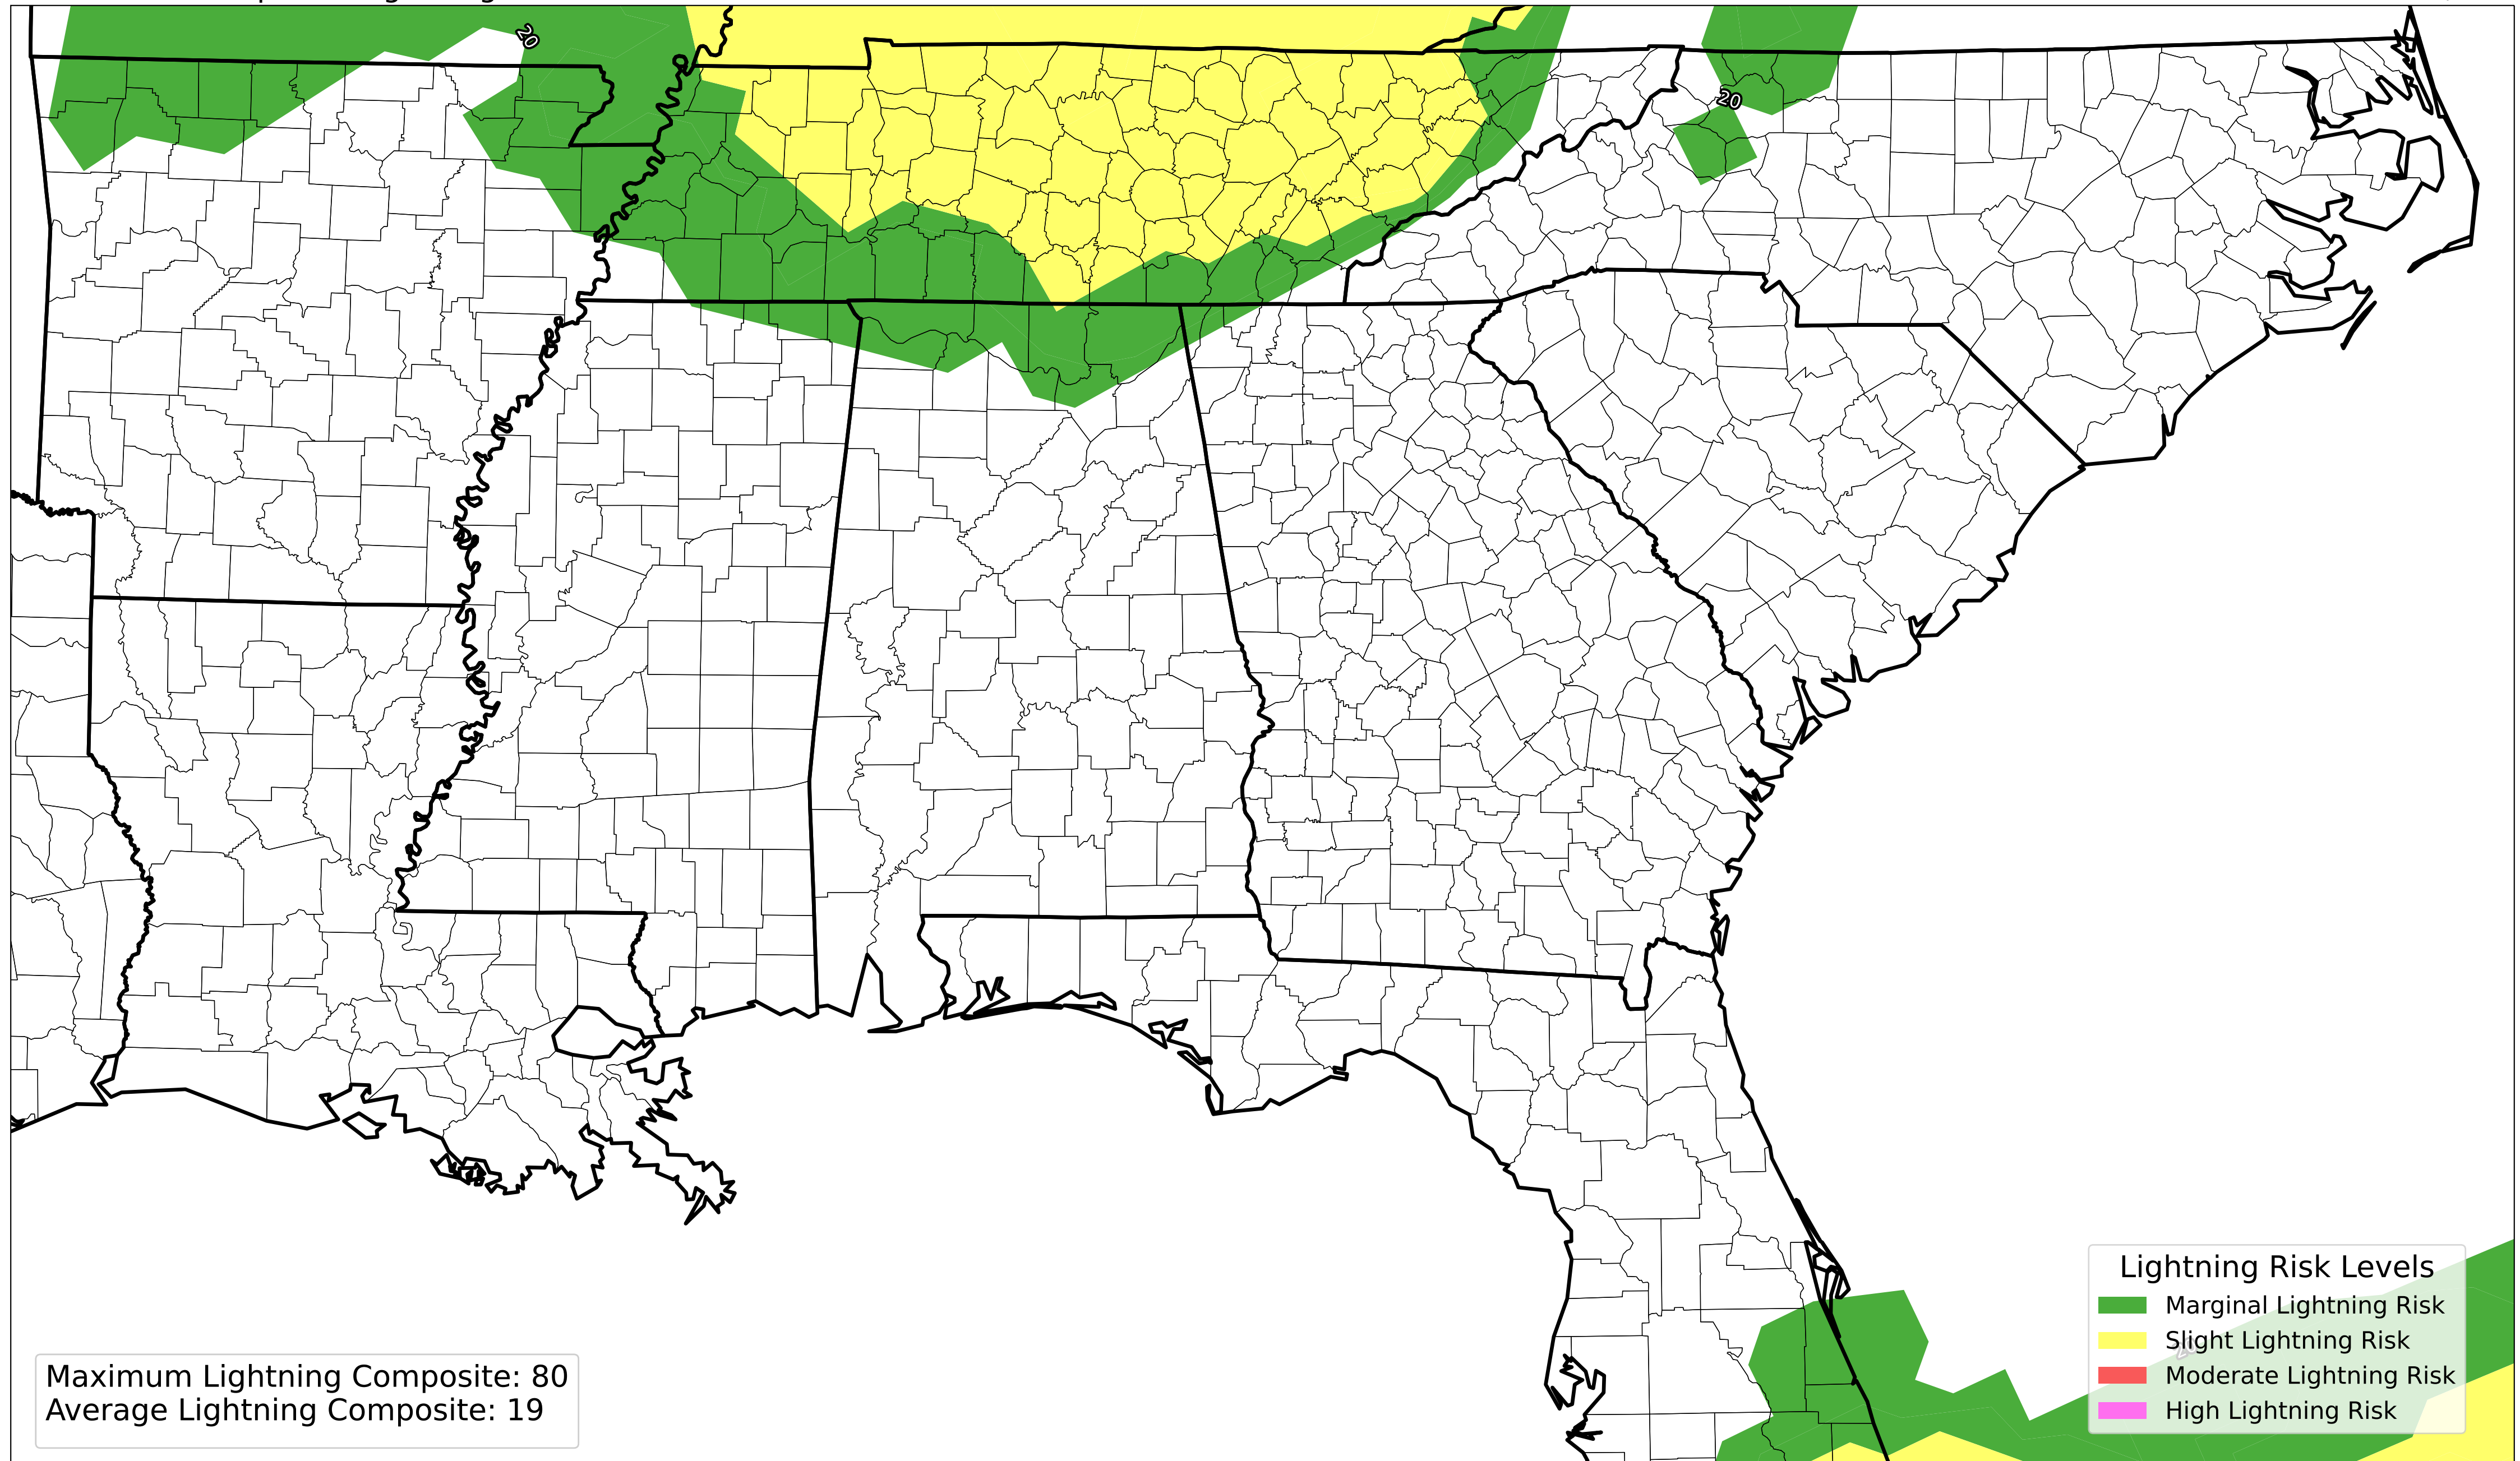 20
20
Lightning Risk Levels
Marginal Lightning Risk
Slight Lightning Risk
Moderate Lightning Risk
High Lightning Risk
Maximum Lightning Composite: 80
Average Lightning Composite: 19